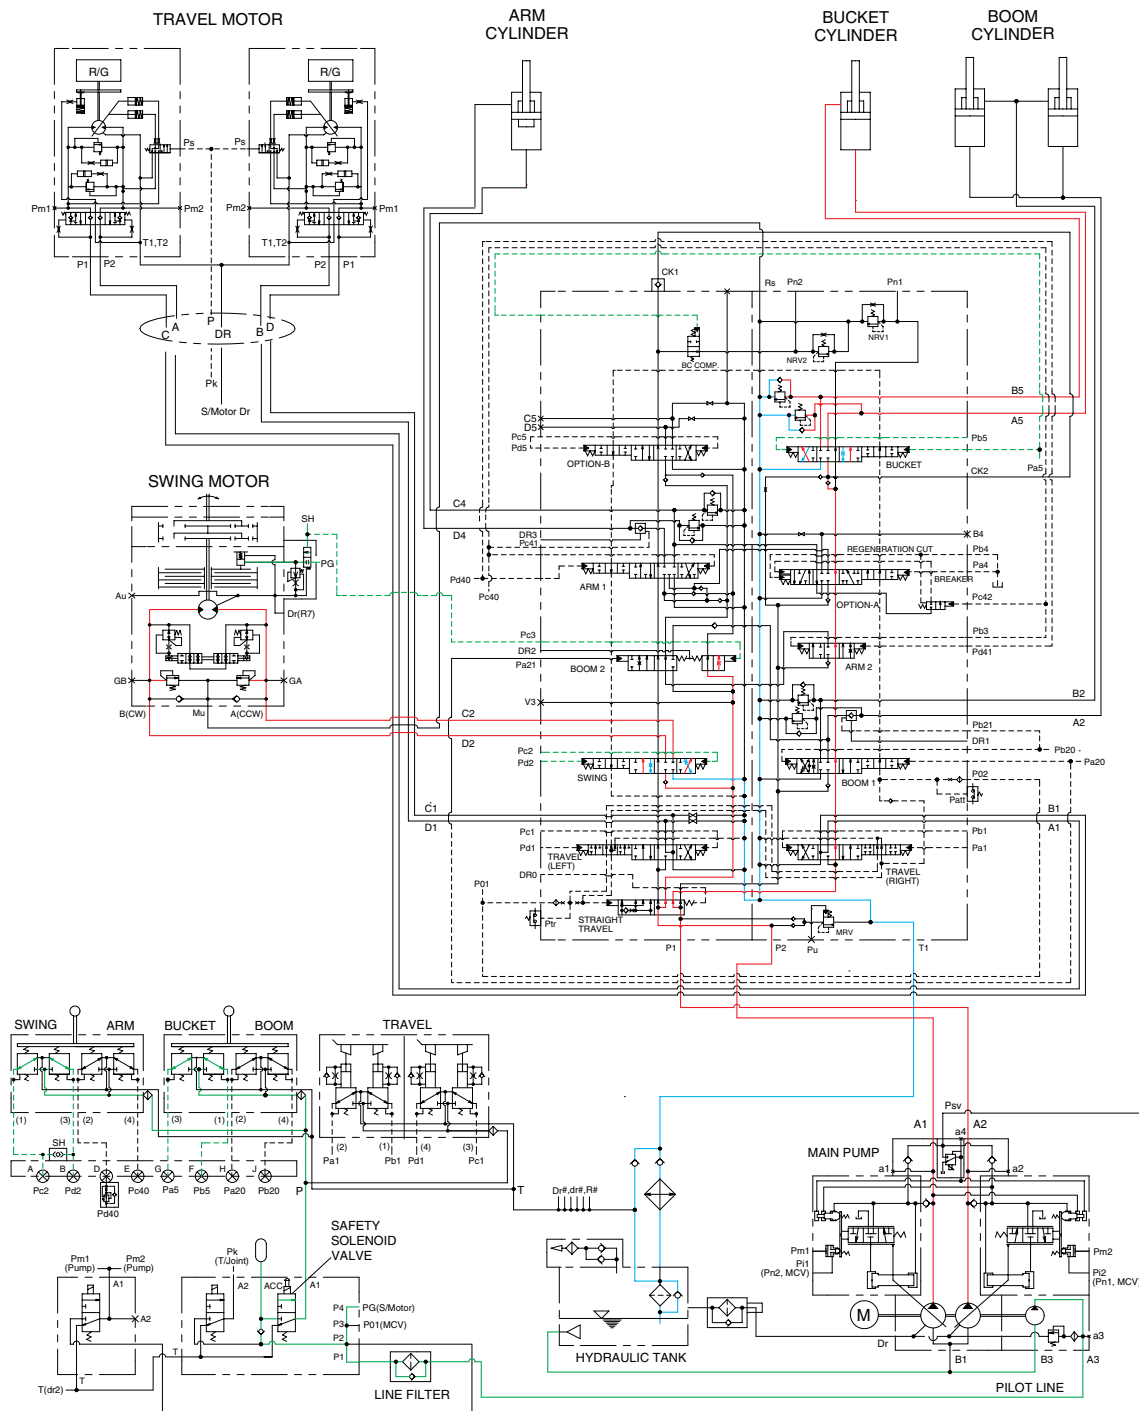 TRAVEL MOTOR
ARM CYLINDER
BUCKET CYLINDER
BOOM CYLINDER
R/G
R/G
Ps
Ps
Pm1
Pm2
Pm2
Pm1
T1,T2
T1,T2
P1
P2
P2
P1
C
A
P
DR
B
D
Pk
S/Motor Dr
CK1
Rs
Pn2
Pn1
NRV1
NRV2
BC COMP.
B5
C5
D5
A5
Pc5
Pd5
OPTION-B
Pb5
BUCKET
CK2
Pa5
SWING MOTOR
SH
PG
Au
Dr(R7)
GB
GA
B(CW)
Mu
A(CCW)
C4
D4
DR3
Pc41
Pd40
Pc40
ARM 1
B4
REGENERATIION CUT
Pb4
Pa4
BREAKER
OPTION-A
Pc42
Pc3
DR2
Pa21
BOOM 2
Pb3
Pd41
ARM 2
V3
B2
A2
C2
D2
Pb21
DR1
Pc2
Pd2
SWING
Pb20
Pa20
BOOM 1
P02
Patt
C1
D1
B1
A1
Pc1
Pd1
TRAVEL (LEFT)
Pb1
Pa1
TRAVEL (RIGHT)
DR0
P01
Ptr
STRAIGHT TRAVEL
MRV
P1
P2
Pu
T1
SWING
ARM
BUCKET
BOOM
TRAVEL
(1)
(3)
(2)
(4)
(3)
(1)
(2)
(4)
(2)
(1)
(4)
(3)
Pa1
Pb1
Pd1
Pc1
SH
A
B
D
E
G
F
H
J
P
T
Pc2
Pd2
Pc40
Pa5
Pb5
Pa20
Pb20
Pd40
Dr#,dr#,R#
Psv
A1
A2
a4
MAIN PUMP
a1
a2
Pm1
Pi1
(Pn2, MCV)
Pm2
Pi2
(Pn1, MCV)
M
Dr
a3
B1
B3
A3
PILOT LINE
HYDRAULIC TANK
SAFETY SOLENOID VALVE
Pm1 (Pump)
Pm2 (Pump)
A1
A2
T
T(dr2)
Pk (T/Joint)
A2
ACC
A1
T
P4
PG(S/Motor)
P3
P01(MCV)
P2
P1
LINE FILTER